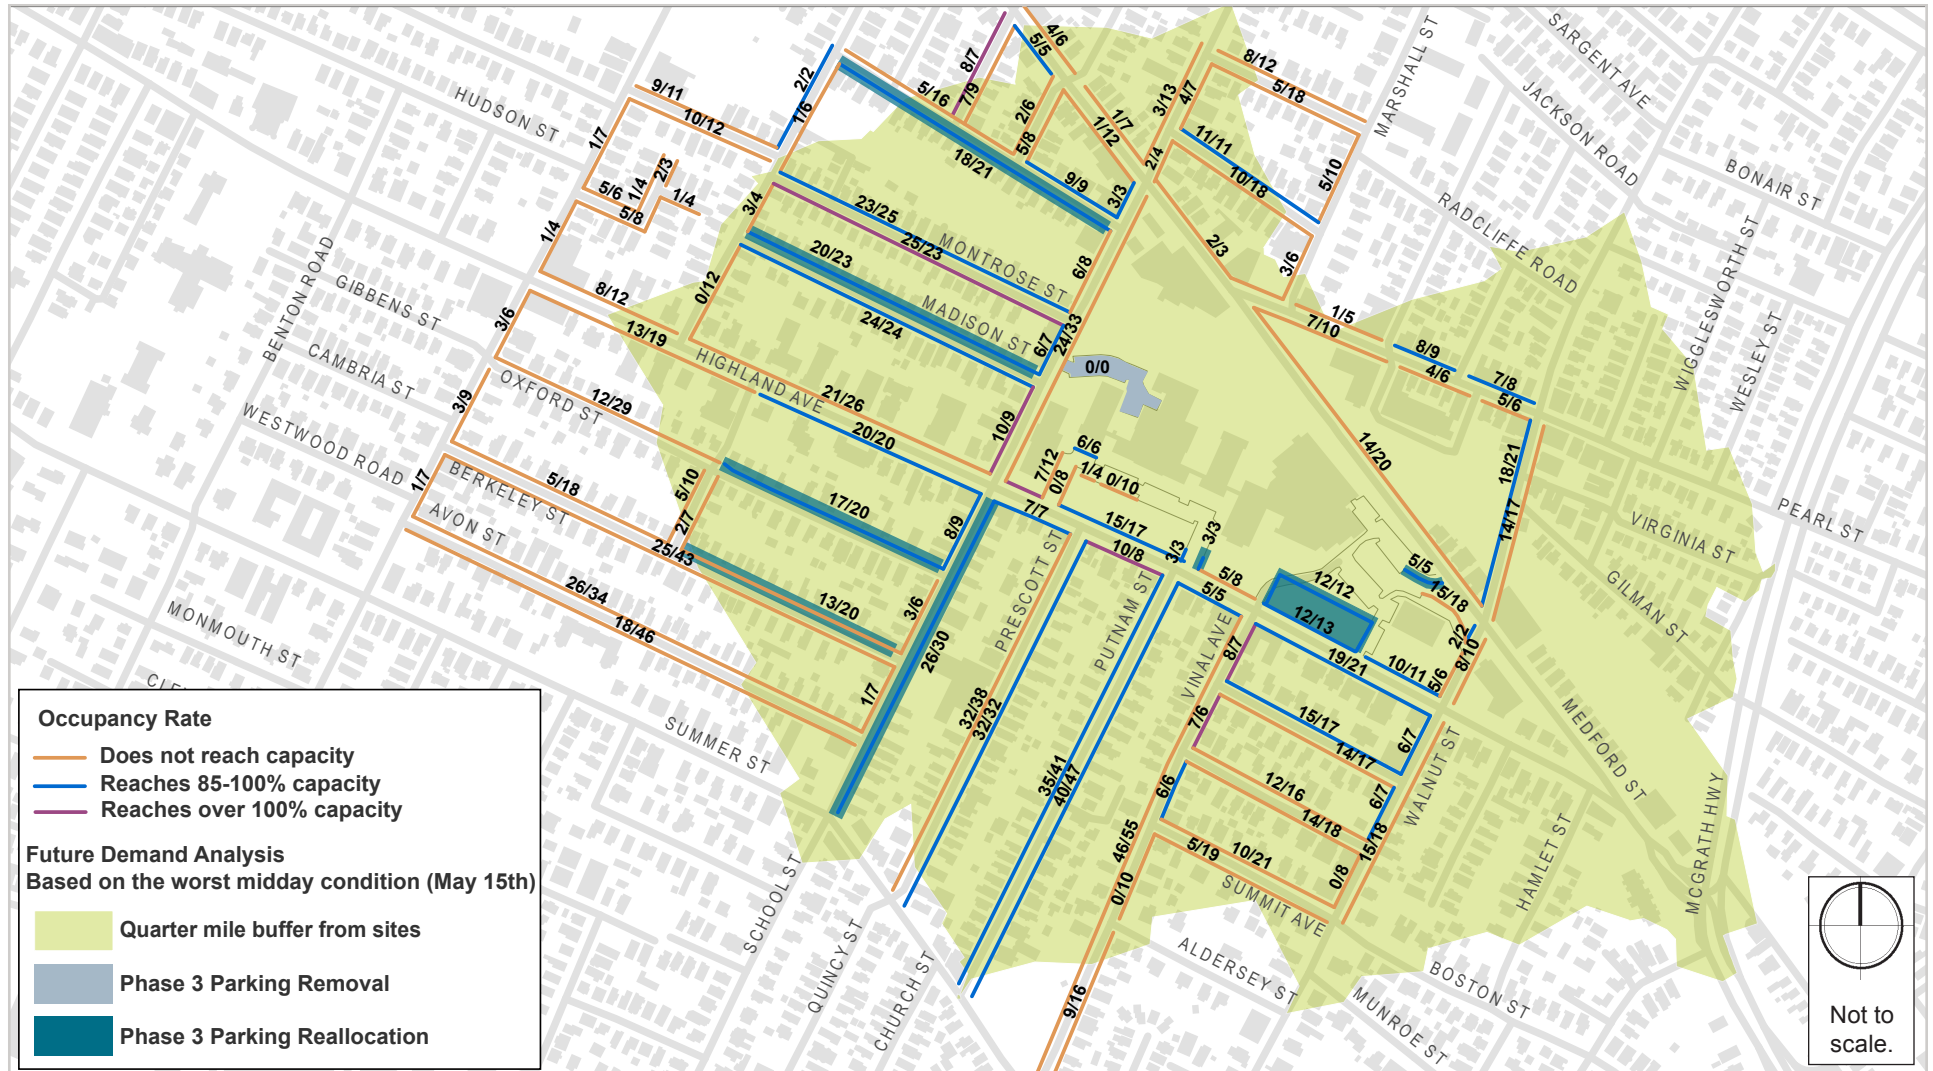 HUDSON ST
BENTON ROAD
GIBBENS ST
CAMBRIA ST
WESTWOOD ROAD
OXFORD ST
HIGHLAND AVE
BERKELEY ST
AVON ST
MONMOUTH ST
SUMMER ST
MONTROSE ST
MADISON ST
PRESCOTT ST
PUTNAM ST
VINAL AVE
SCHOOL ST
QUINCY ST
CHURCH ST
MARSHALL ST
SARGENT AVE
JACKSON ROAD
BONAIR ST
RADCLIFFE ROAD
WIGGLESWORTH ST
WESLEY ST
PEARL ST
VIRGINIA ST
GILMAN ST
MEDFORD ST
WALNUT ST
HAMLET ST
MCGRATH HWY
SUMMIT AVE
ALDERSEY ST
MUNROE ST
BOSTON ST
9/11
10/12
1/7
5/6
1/4
2/3
1/4
5/8
1/4
2/2
1/6
5/16
8/7
7/9
5/5
4/6
2/6
5/8
1/7
1/12
18/21
9/9
3/3
3/13
4/7
2/4
8/12
5/18
11/11
10/18
5/10
3/6
2/3
3/4
23/25
25/23
20/23
24/24
0/12
6/8
6/7
24/33
0/0
8/12
13/19
3/6
3/9
12/29
21/26
20/20
10/9
1/7
5/18
5/10
2/7
25/43
17/20
8/9
13/20
3/6
26/34
18/46
1/7
26/30
7/7
7/12
0/8
6/6
1/4
0/10
15/17
10/8
3/3
3/3
5/8
5/5
32/38
32/32
35/41
40/47
1/5
7/10
8/9
4/6
7/8
5/6
14/20
18/21
14/17
12/12
12/13
5/5
15/18
2/2
8/10
5/6
10/11
19/21
8/7
7/6
15/17
14/17
6/7
6/6
12/16
14/18
6/7
15/18
46/55
5/19
10/21
0/8
0/10
9/16
Occupancy Rate
Does not reach capacity
Reaches 85-100% capacity
Reaches over 100% capacity
Future Demand Analysis
Based on the worst midday condition (May 15th)
Quarter mile buffer from sites
Phase 3 Parking Removal
Phase 3 Parking Reallocation
Not to
scale.